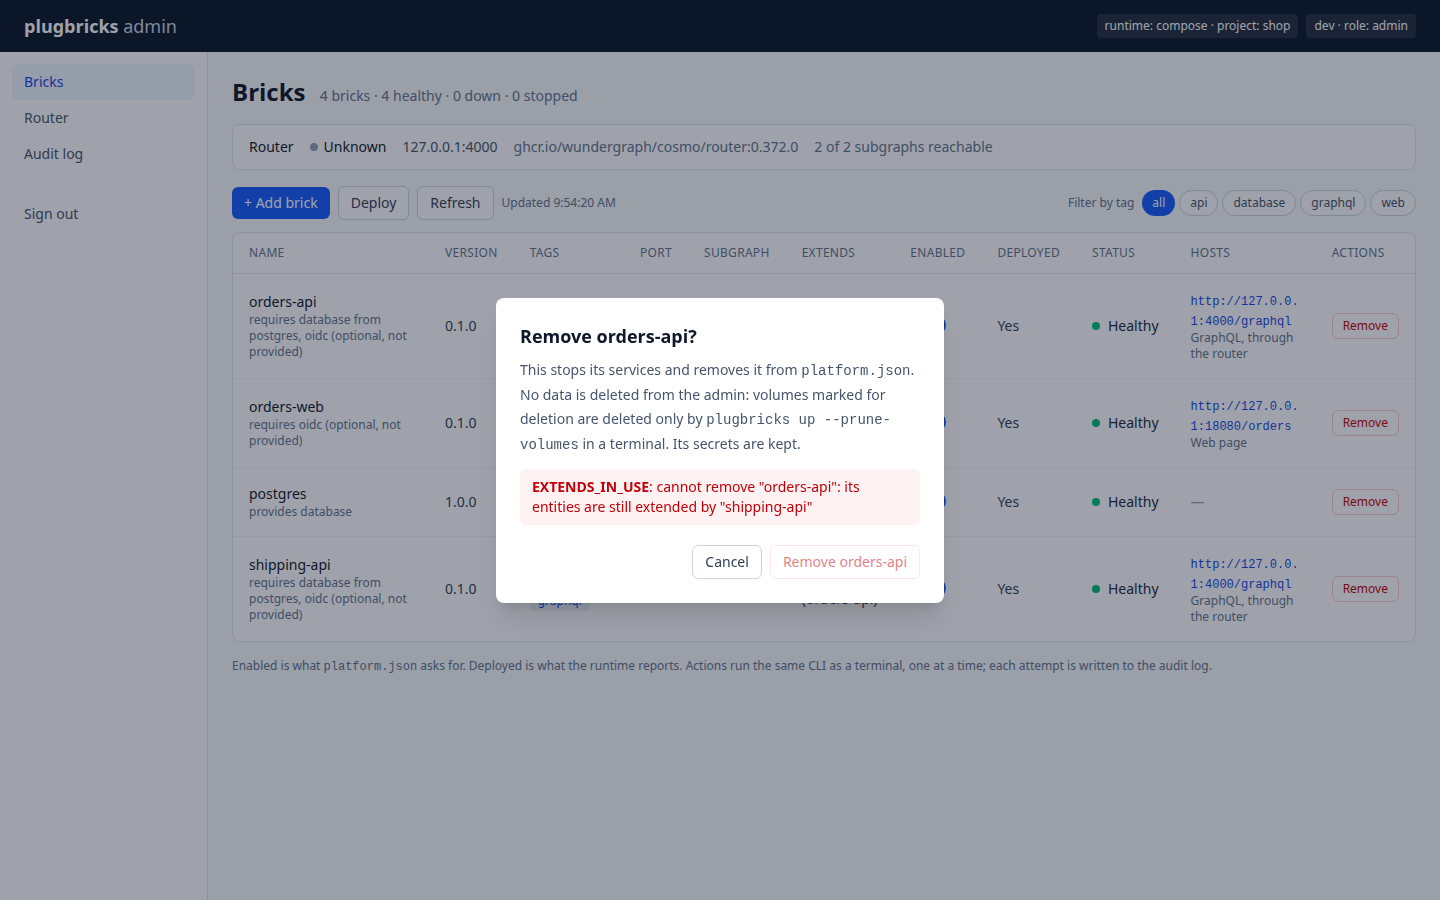 plugbricks admin
runtime: compose · project: shop
dev · role: admin
Bricks
Router
Audit log
Sign out
Bricks
4 bricks · 4 healthy · 0 down · 0 stopped
Router
Unknown
127.0.0.1:4000
ghcr.io/wundergraph/cosmo/router:0.372.0
2 of 2 subgraphs reachable
+ Add brick
Deploy
Refresh
Updated 9:54:20 AM
Filter by tag
all
api
database
graphql
web
NAME
VERSION
TAGS
PORT
SUBGRAPH
EXTENDS
ENABLED
DEPLOYED
STATUS
HOSTS
ACTIONS
orders-api
requires database from
postgres, oidc (optional, not
provided)
0.1.0
Yes
Healthy
http://127.0.0.
1:4000/graphql
GraphQL, through
the router
Remove
orders-web
requires oidc (optional, not
provided)
0.1.0
Yes
Healthy
http://127.0.0.
1:18080/orders
Web page
Remove
postgres
provides database
1.0.0
Yes
Healthy
—
Remove
shipping-api
requires database from
postgres, oidc (optional, not
provided)
0.1.0
Yes
Healthy
http://127.0.0.
1:4000/graphql
GraphQL, through
the router
Remove
Remove orders-api?
This stops its services and removes it from platform.json.
No data is deleted from the admin: volumes marked for
deletion are deleted only by plugbricks up --prune-
volumes in a terminal. Its secrets are kept.
EXTENDS_IN_USE: cannot remove "orders-api": its
entities are still extended by "shipping-api"
Cancel
Remove orders-api
Enabled is what platform.json asks for. Deployed is what the runtime reports. Actions run the same CLI as a terminal, one at a time; each attempt is written to the audit log.